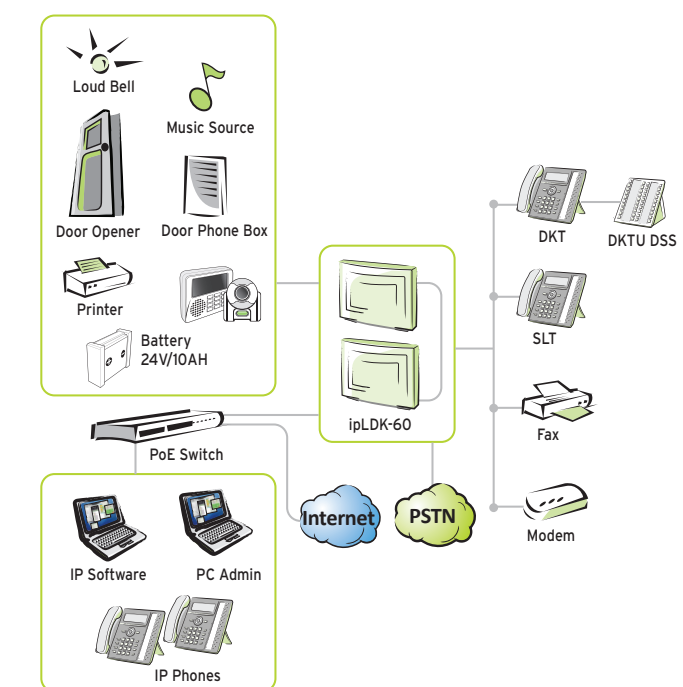 Loud Bell
Music Source
Door Opener
Door Phone Box
Printer
Battery
24V/10AH
ipLDK-60
DKT
DKTU DSS
SLT
Fax
Modem
PoE Switch
Internet
PSTN
IP Software
PC Admin
IP Phones